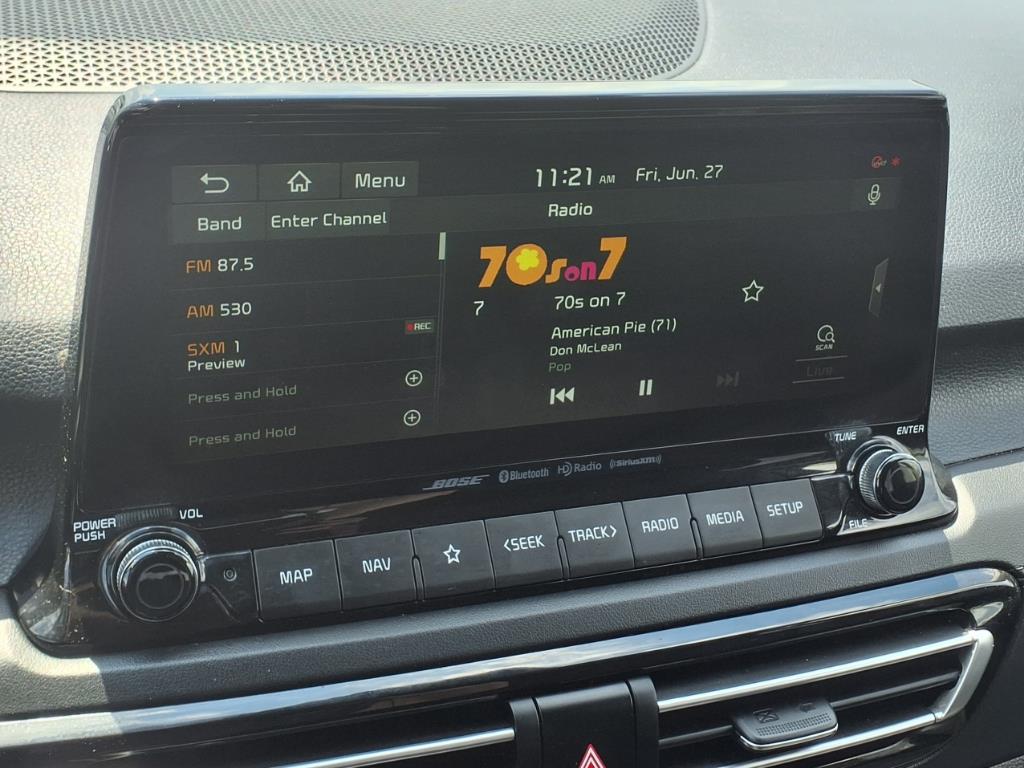 11:21 AM Fri, Jun. 27
Menu
Band Enter Channel Radio
FM 87.5
AM 530
REC
SXM 1
Preview
Press and Hold
Press and Hold
70s on 7
7 70s on 7
American Pie (71)
Don McLean
Pop
SCAN
Live
BOSE Bluetooth HD Radio ((SiriusXM))
POWER PUSH VOL
MAP NAV <SEEK TRACK> RADIO MEDIA SETUP
TUNE ENTER
FILE